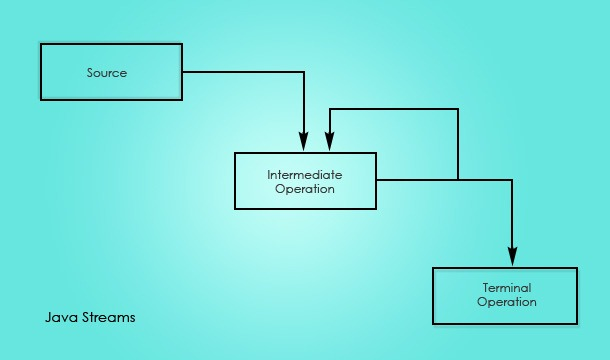 Source
Intermediate
Operation
Terminal
Operation
Java Streams